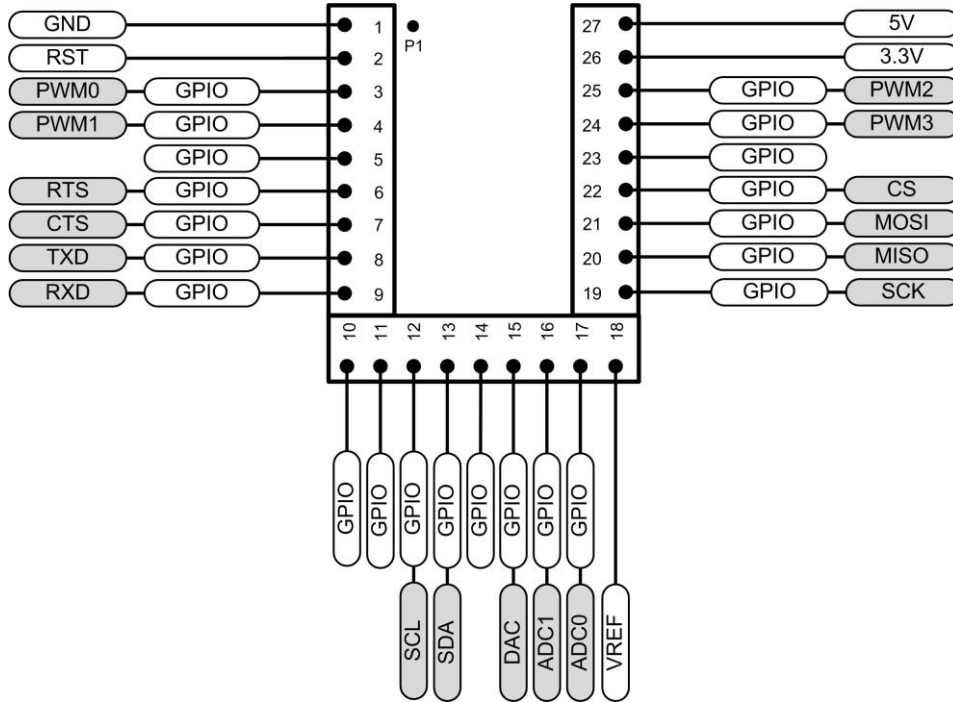 GND 1 P1 27 5V
RST 2 26 3.3V
PWM0 GPIO 3 25 GPIO PWM2
PWM1 GPIO 4 24 GPIO PWM3
GPIO 5 23 GPIO
RTS GPIO 6 22 GPIO CS
CTS GPIO 7 21 GPIO MOSI
TXD GPIO 8 20 GPIO MISO
RXD GPIO 9 19 GPIO SCK
10 11 12 13 14 15 16 17 18
GPIO GPIO GPIO GPIO GPIO GPIO GPIO GPIO
SCL SDA DAC ADC1 ADC0 VREF